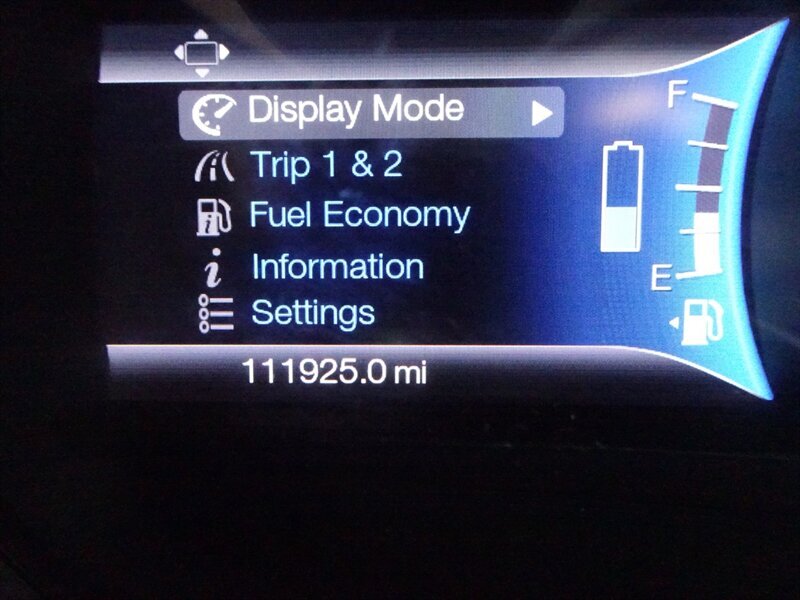 Display Mode
Trip 1 & 2
Fuel Economy
Information
Settings
111925.0 mi
F
E